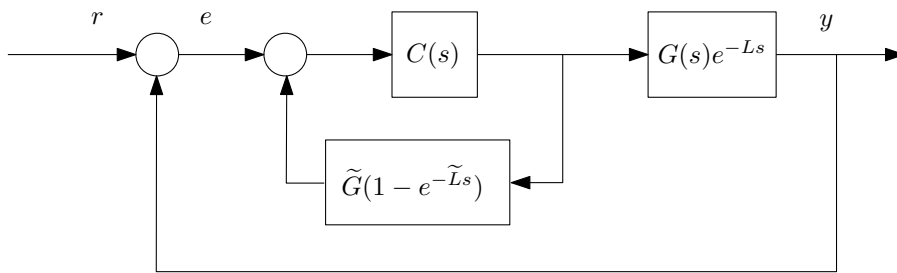 r e y
C(s) G(s)e^{-Ls}
\widetilde{G}(1 - e^{-\widetilde{L}s})